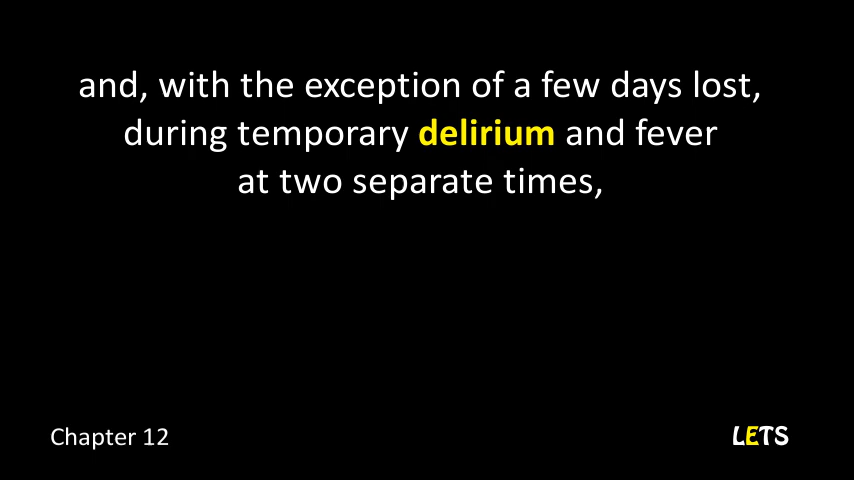 and, with the exception of a few days lost,
during temporary delirium and fever
at two separate times,
Chapter 12
LETS